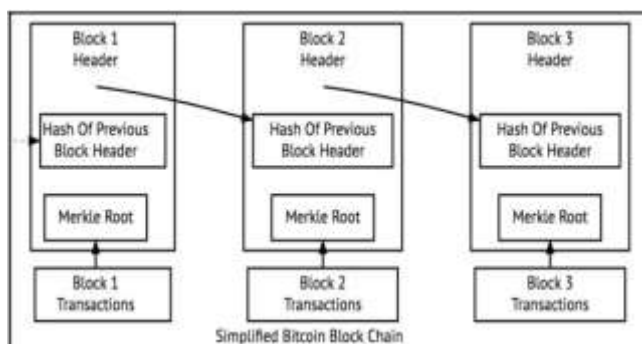 Block 1
Header
Block 2
Header
Block 3
Header
Hash Of Previous
Block Header
Hash Of Previous
Block Header
Hash Of Previous
Block Header
Merkle Root
Merkle Root
Merkle Root
Block 1
Transactions
Block 2
Transactions
Block 3
Transactions
Simplified Bitcoin Block Chain